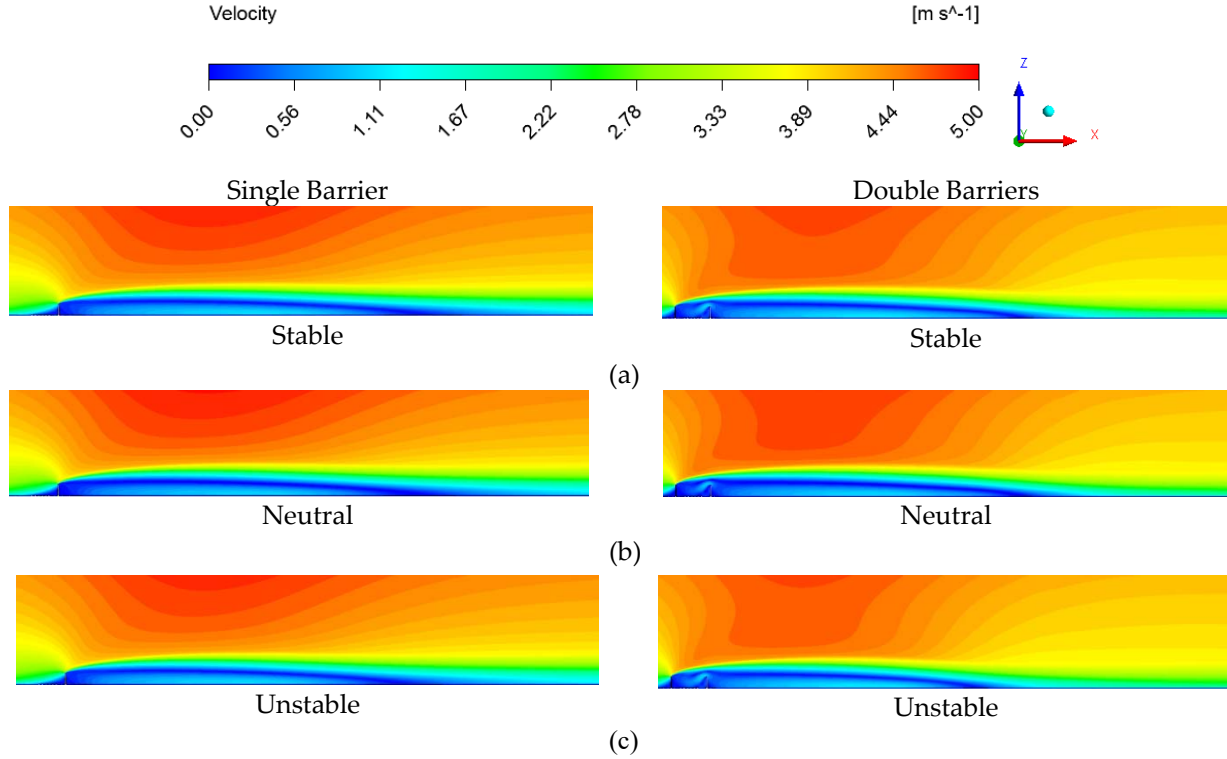 Velocity [m s^-1]
0.00 0.56 1.11 1.67 2.22 2.78 3.33 3.89 4.44 5.00
Z
Y X
Single Barrier Double Barriers
Stable Stable
(a)
Neutral Neutral
(b)
Unstable Unstable
(c)